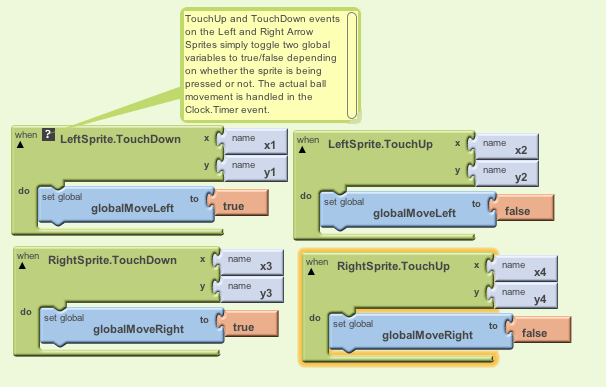 TouchUp and TouchDown events
on the Left and Right Arrow
Sprites simply toggle two global
variables to true/false depending
on whether the sprite is being
pressed or not. The actual ball
movement is handled in the
Clock.Timer event.
when ? LeftSprite.TouchDown x name x1
y name y1
do set global globalMoveLeft to true
when LeftSprite.TouchUp x name x2
y name y2
do set global globalMoveLeft to false
when RightSprite.TouchDown x name x3
y name y3
do set global globalMoveRight to true
when RightSprite.TouchUp x name x4
y name y4
do set global globalMoveRight to false